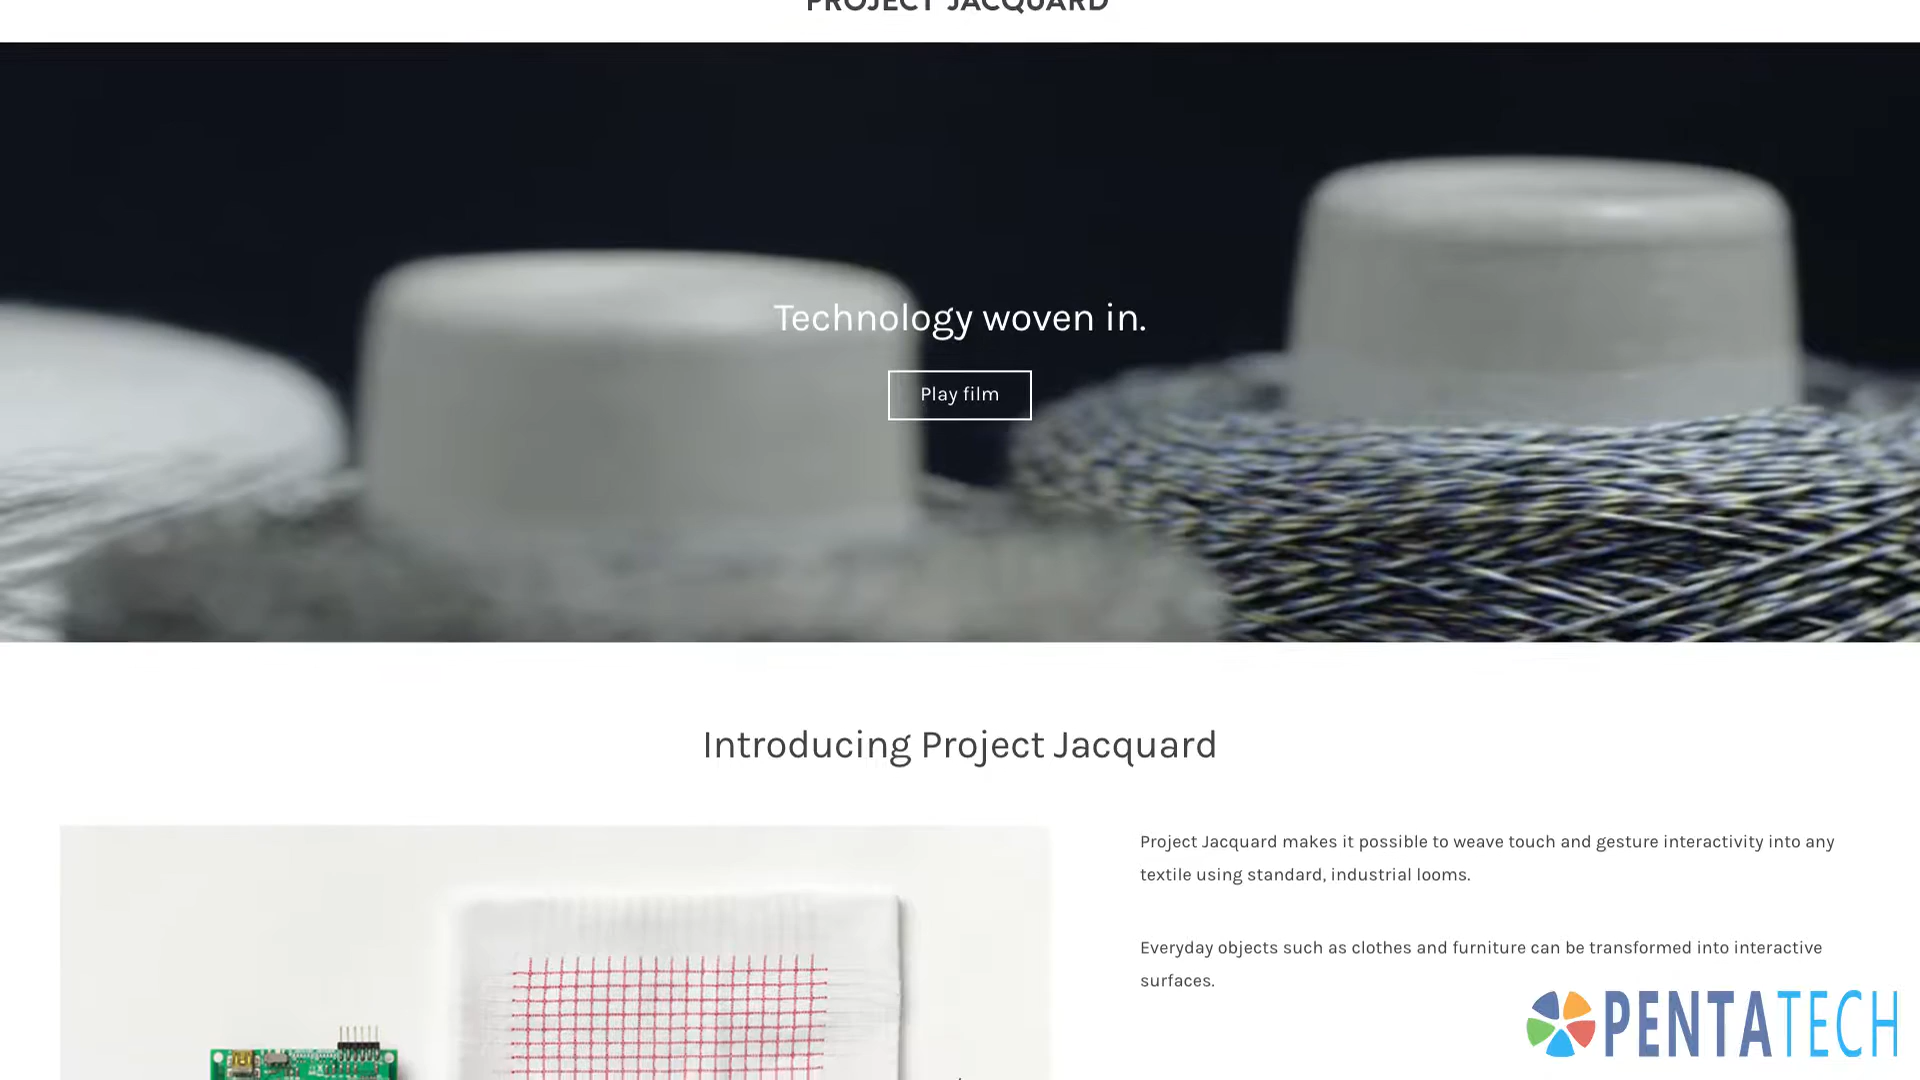 PROJECT JACQUARD
Technology woven in.
Play film
Introducing Project Jacquard
Project Jacquard makes it possible to weave touch and gesture interactivity into any
textile using standard, industrial looms.
Everyday objects such as clothes and furniture can be transformed into interactive
surfaces.
PENTATECH